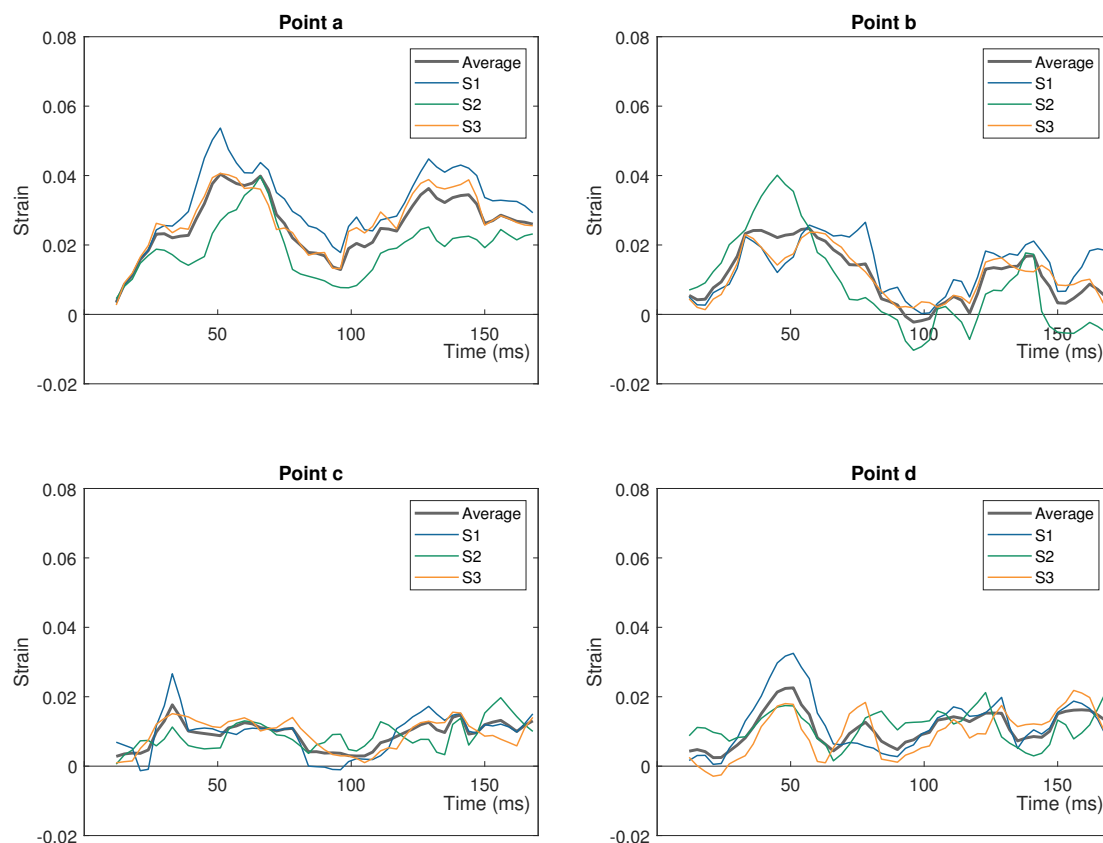 Point a
0.08
0.06
0.04
0.02
0
-0.02
Strain
50
100
150
Time (ms)
Average
S1
S2
S3
Point b
0.08
0.06
0.04
0.02
0
-0.02
Strain
50
100
150
Time (ms)
Average
S1
S2
S3
Point c
0.08
0.06
0.04
0.02
0
-0.02
Strain
50
100
150
Time (ms)
Average
S1
S2
S3
Point d
0.08
0.06
0.04
0.02
0
-0.02
Strain
50
100
150
Time (ms)
Average
S1
S2
S3